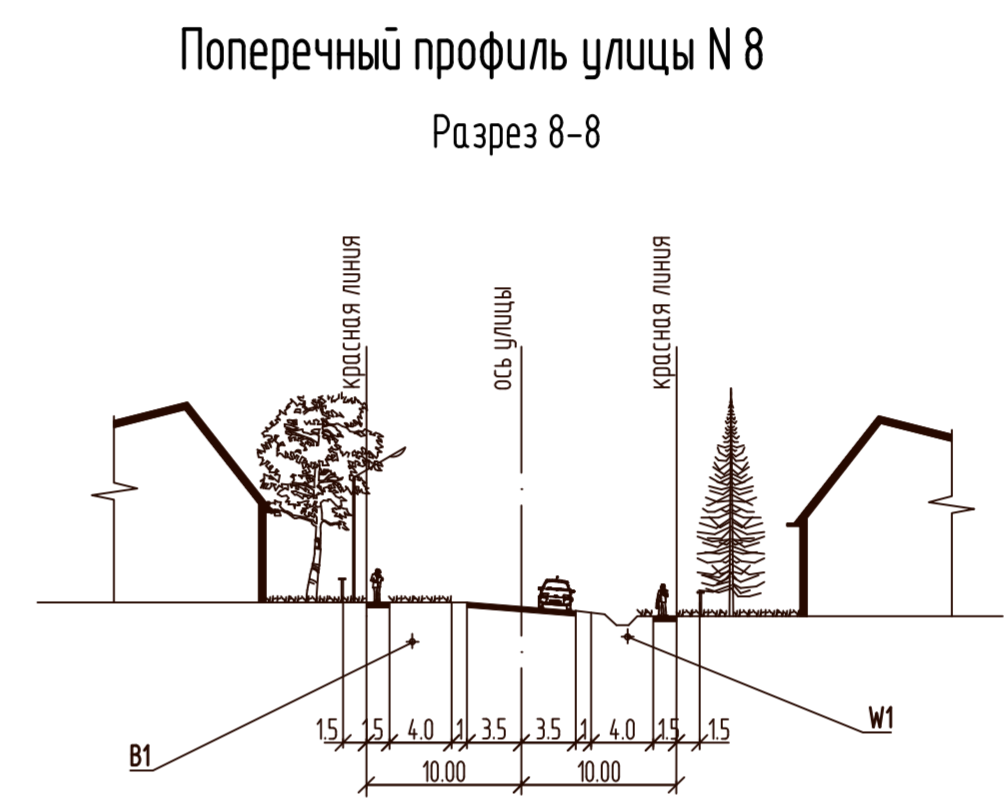 Поперечный профиль улицы N 8
Разрез 8-8
красная линия
ось улицы
красная линия
1.5 1.5 4.0 1 3.5 3.5 1 4.0 1.5 1.5
W1
B1
10.00 10.00